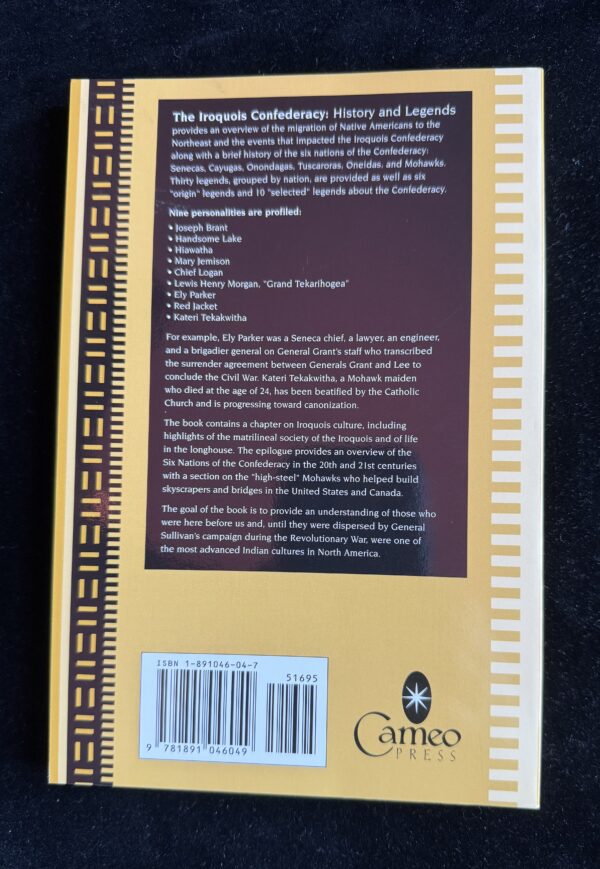 The Iroquois Confederacy: History and Legends
provides an overview of the migration of Native Americans to the
Northeast and the events that impacted the Iroquois Confederacy
along with a brief history of the six nations of the Confederacy:
Senecas, Cayugas, Onondagas, Tuscaroras, Oneidas, and Mohawks.
Thirty legends, grouped by nation, are provided as well as six
"origin" legends and 10 "selected" legends about the Confederacy.
Nine personalities are profiled:
• Joseph Brant
• Handsome Lake
• Hiawatha
• Mary Jemison
• Chief Logan
• Lewis Henry Morgan, "Grand Tekarihogea"
• Ely Parker
• Red Jacket
• Kateri Tekakwitha
For example, Ely Parker was a Seneca chief, a lawyer, an engineer,
and a brigadier general on General Grant's staff who transcribed
the surrender agreement between Generals Grant and Lee to
conclude the Civil War. Kateri Tekakwitha, a Mohawk maiden
who died at the age of 24, has been beatified by the Catholic
Church and is progressing toward canonization.
The book contains a chapter on Iroquois culture, including
highlights of the matrilineal society of the Iroquois and of life
in the longhouse. The epilogue provides an overview of the
Six Nations of the Confederacy in the 20th and 21st centuries
with a section on the "high-steel" Mohawks who helped build
skyscrapers and bridges in the United States and Canada.
The goal of the book is to provide an understanding of those who
were here before us and, until they were dispersed by General
Sullivan's campaign during the Revolutionary War, were one of
the most advanced Indian cultures in North America.
ISBN 1-891046-04-7
51695
9 781891 046049
Cameo
PRESS